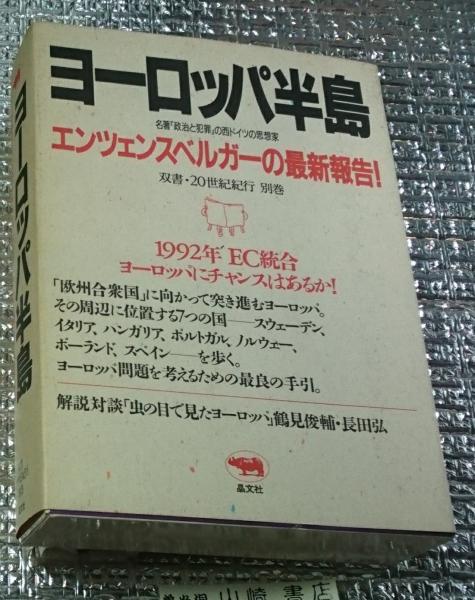 ヨーロッパ半島
名著『政治と犯罪』の西ドイツの思想家
エンツェンスベルガーの最新報告!
双書・20世紀紀行 別巻
1992年 EC統合
ヨーロッパにチャンスはあるか!
「欧州合衆国」に向かって突き進むヨーロッパ。
その周辺に位置する7つの国――スウェーデン、
イタリア、ハンガリア、ポルトガル、ノルウェー、
ポーランド、スペイン――を歩く。
ヨーロッパ問題を考えるための最良の手引。
解説対談「虫の目で見たヨーロッパ」鶴見俊輔・長田弘
晶文社
ヨーロッパ半島
山崎書店